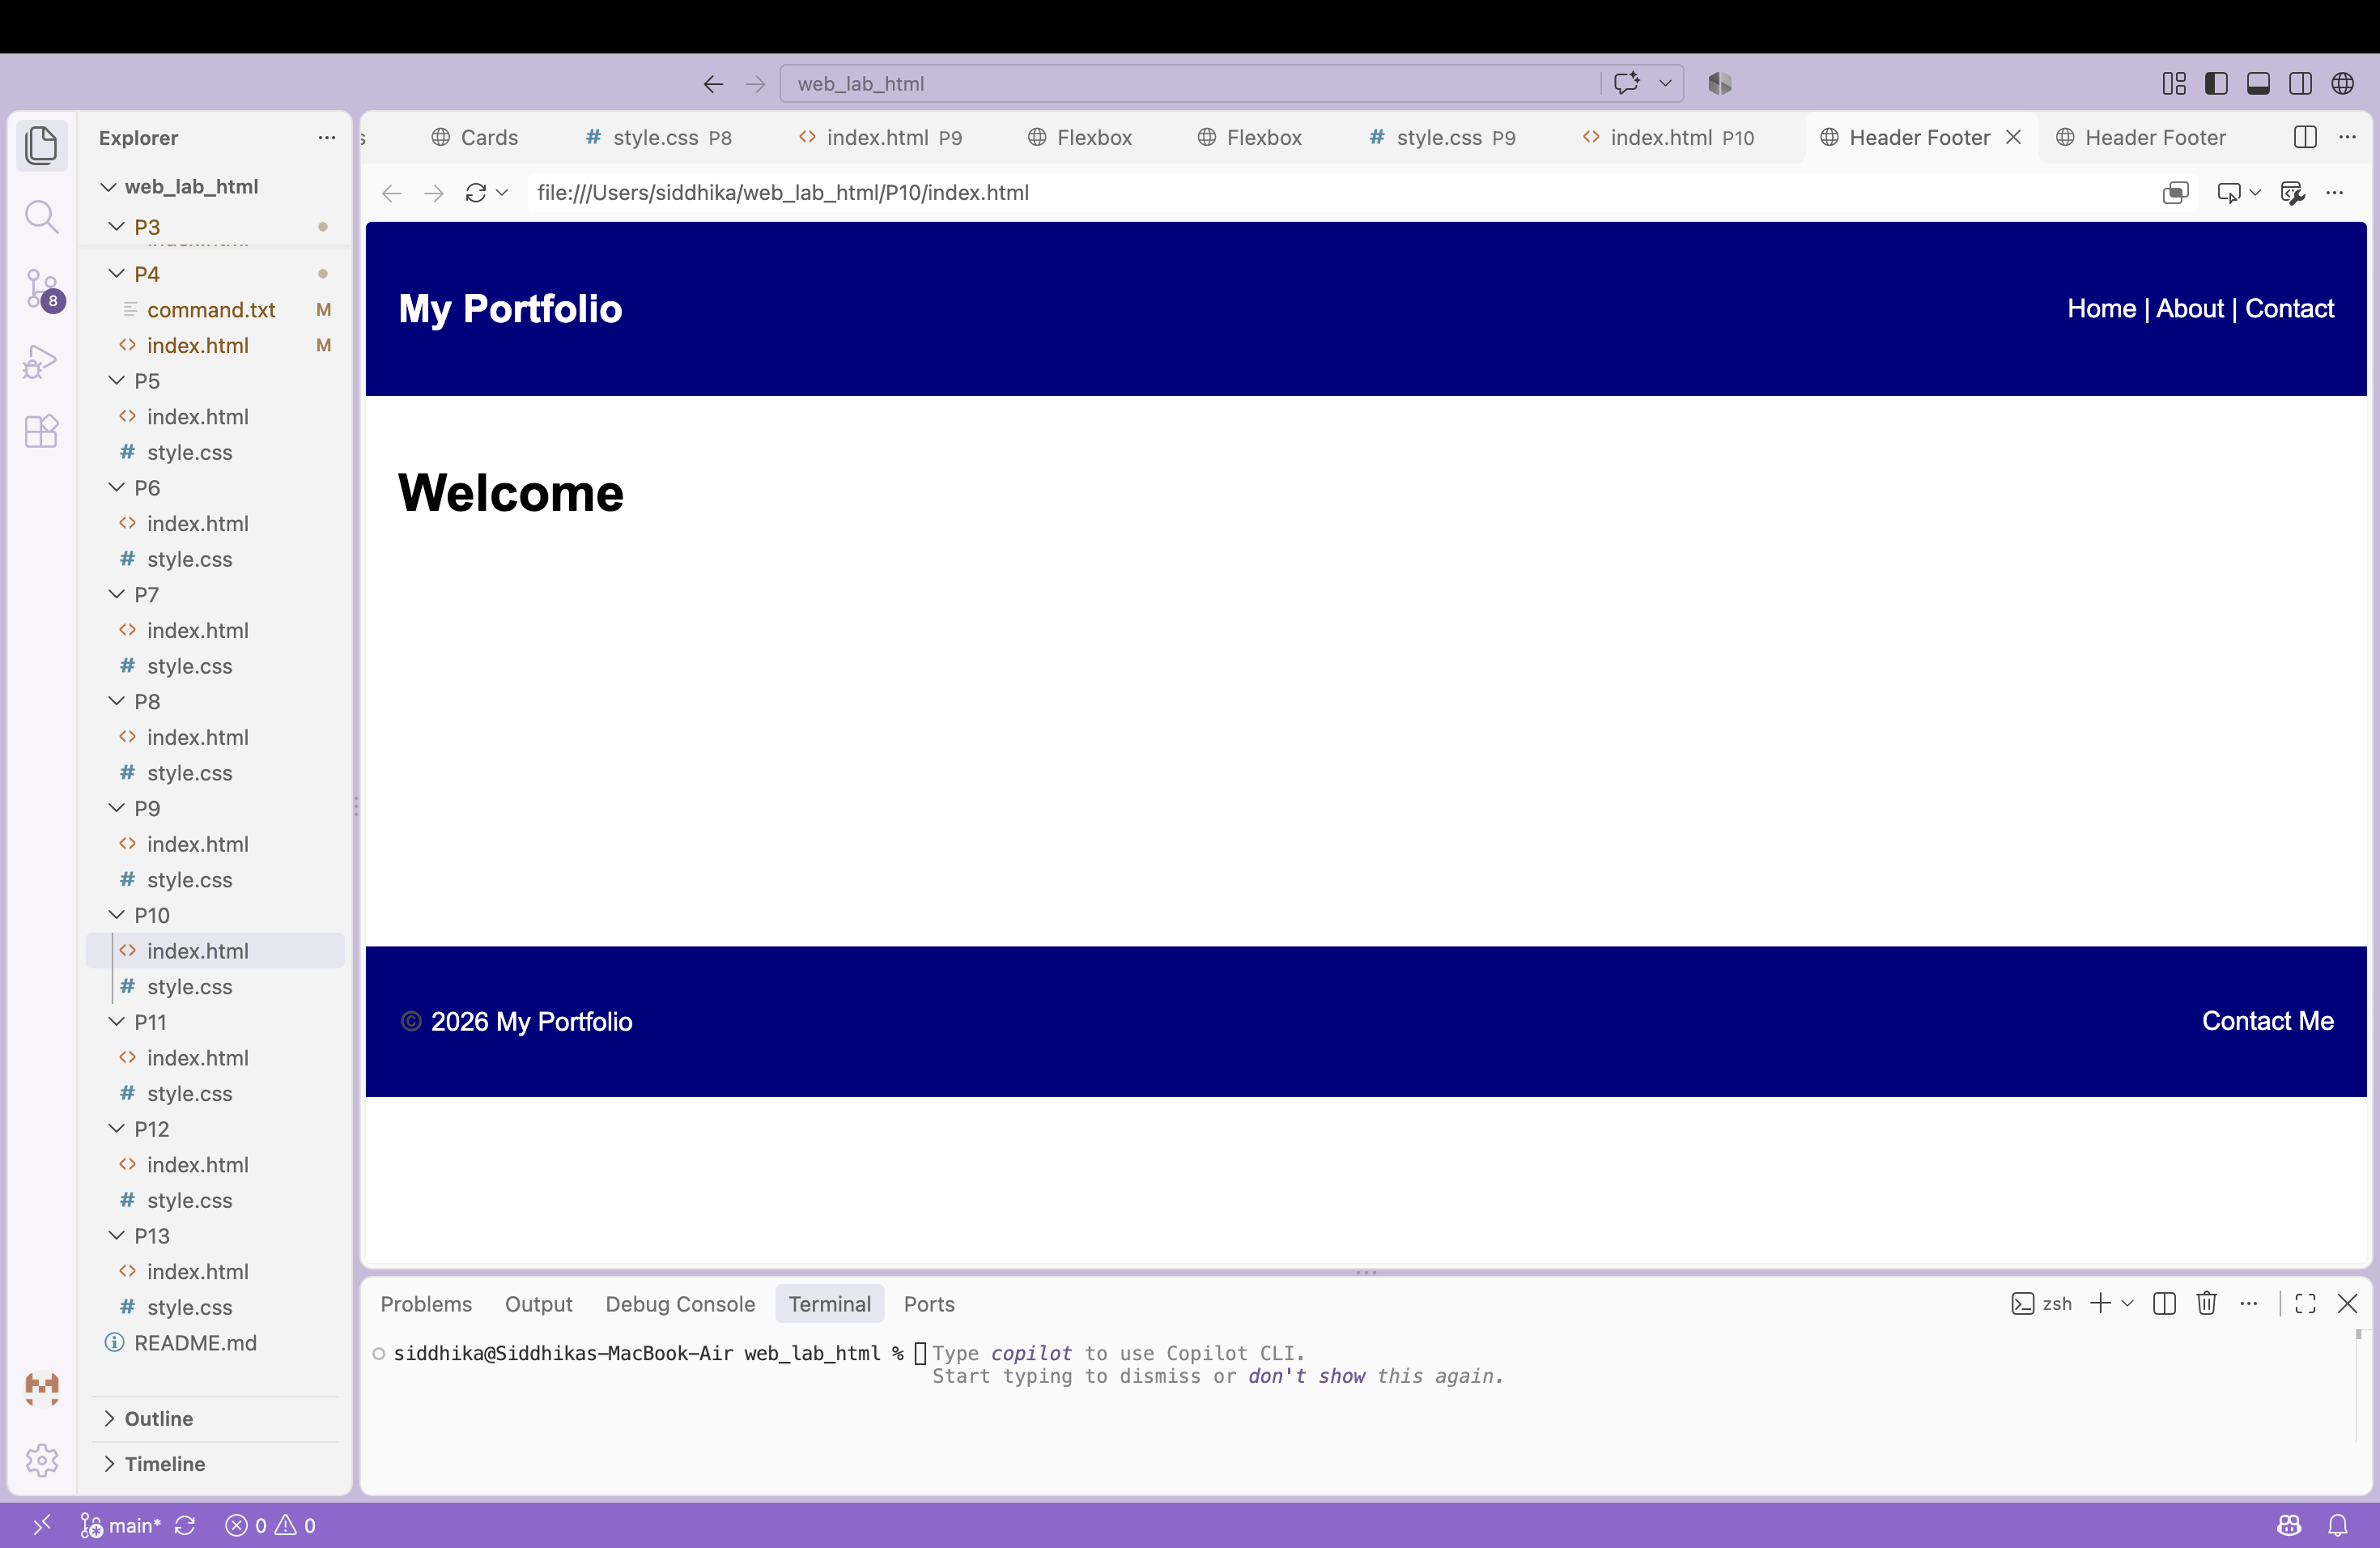 web_lab_html
Explorer
web_lab_html
P3
P4
command.txt M
index.html M
P5
index.html
style.css
P6
index.html
style.css
P7
index.html
style.css
P8
index.html
style.css
P9
index.html
style.css
P10
index.html
style.css
P11
index.html
style.css
P12
index.html
style.css
P13
index.html
style.css
README.md
Outline
Timeline
8
Cards style.css P8 index.html P9 Flexbox Flexbox style.css P9 index.html P10 Header Footer Header Footer
file:///Users/siddhika/web_lab_html/P10/index.html
My Portfolio
Home | About | Contact
Welcome
© 2026 My Portfolio
Contact Me
Problems Output Debug Console Terminal Ports
zsh
siddhika@Siddhikas-MacBook-Air web_lab_html % Type copilot to use Copilot CLI.
Start typing to dismiss or don't show this again.
main* 0 0